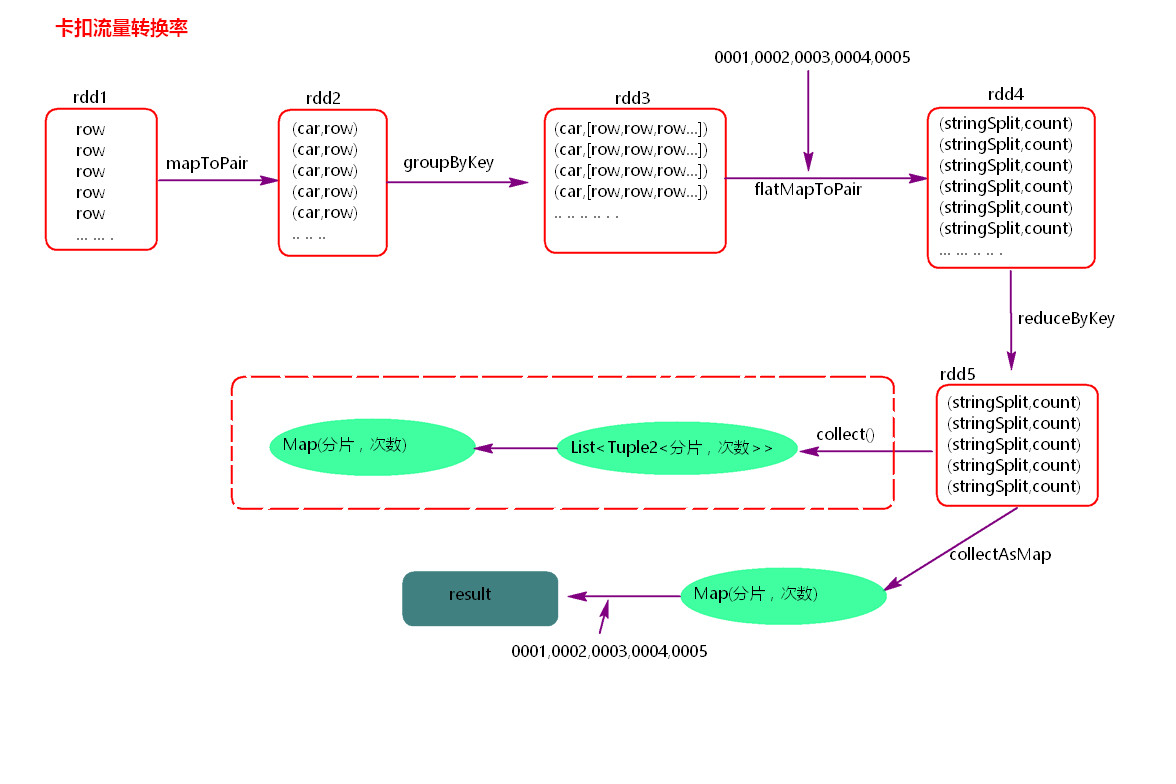 卡扣流量转换率
0001,0002,0003,0004,0005
rdd1
row
row
row
row
row
... ... .
mapToPair
rdd2
(car,row)
(car,row)
(car,row)
(car,row)
(car,row)
.. .. ..
groupByKey
rdd3
(car,[row,row,row...])
(car,[row,row,row...])
(car,[row,row,row...])
(car,[row,row,row...])
.. .. .. .. . .
flatMapToPair
rdd4
(stringSplit,count)
(stringSplit,count)
(stringSplit,count)
(stringSplit,count)
(stringSplit,count)
(stringSplit,count)
... ... .. .. .
reduceByKey
rdd5
(stringSplit,count)
(stringSplit,count)
(stringSplit,count)
(stringSplit,count)
(stringSplit,count)
collect()
List<Tuple2<分片，次数>>
Map(分片，次数)
collectAsMap
Map(分片，次数)
result
0001,0002,0003,0004,0005